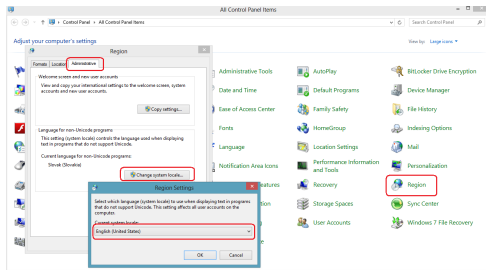 All Control Panel Items
Control Panel
All Control Panel Items
Search Control Panel
Adjust your computer's settings
View by: Large icons
Region
Formats
Location
Administrative
Welcome screen and new user accounts
View and copy your international settings to the welcome screen, system
accounts and new user accounts.
Copy settings...
Language for non-Unicode programs
This setting (system locale) controls the language used when displaying
text in programs that do not support Unicode.
Current language for non-Unicode programs:
Slovak (Slovakia)
Change system locale...
Region Settings
Select which language (system locale) to use when displaying text in programs
that do not support Unicode. This setting affects all user accounts on the
computer.
Current system locale:
English (United States)
OK
Cancel
Administrative Tools
AutoPlay
BitLocker Drive Encryption
Date and Time
Default Programs
Device Manager
Ease of Access Center
Family Safety
File History
Fonts
HomeGroup
Indexing Options
Language
Location Settings
Mail
Notification Area Icons
Performance Information
and Tools
Personalization
Recovery
Region
Storage Spaces
Sync Center
User Accounts
Windows 7 File Recovery